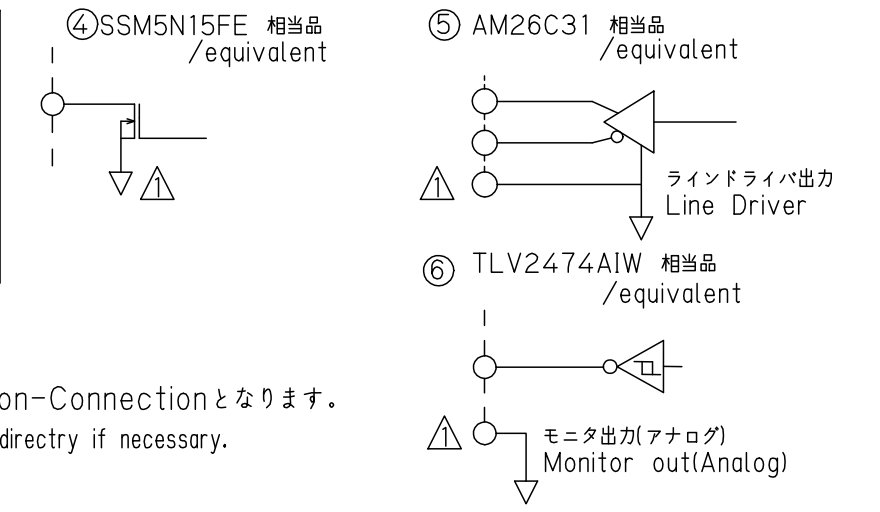 ④SSM5N15FE 相当品
/equivalent
1
⑤ AM26C31 相当品
/equivalent
1
ラインドライバ出力
Line Driver
⑥ TLV2474AIW 相当品
/equivalent
1
モニタ出力(アナログ)
Monitor out(Analog)
on-Connectionとなります。
directry if necessary.